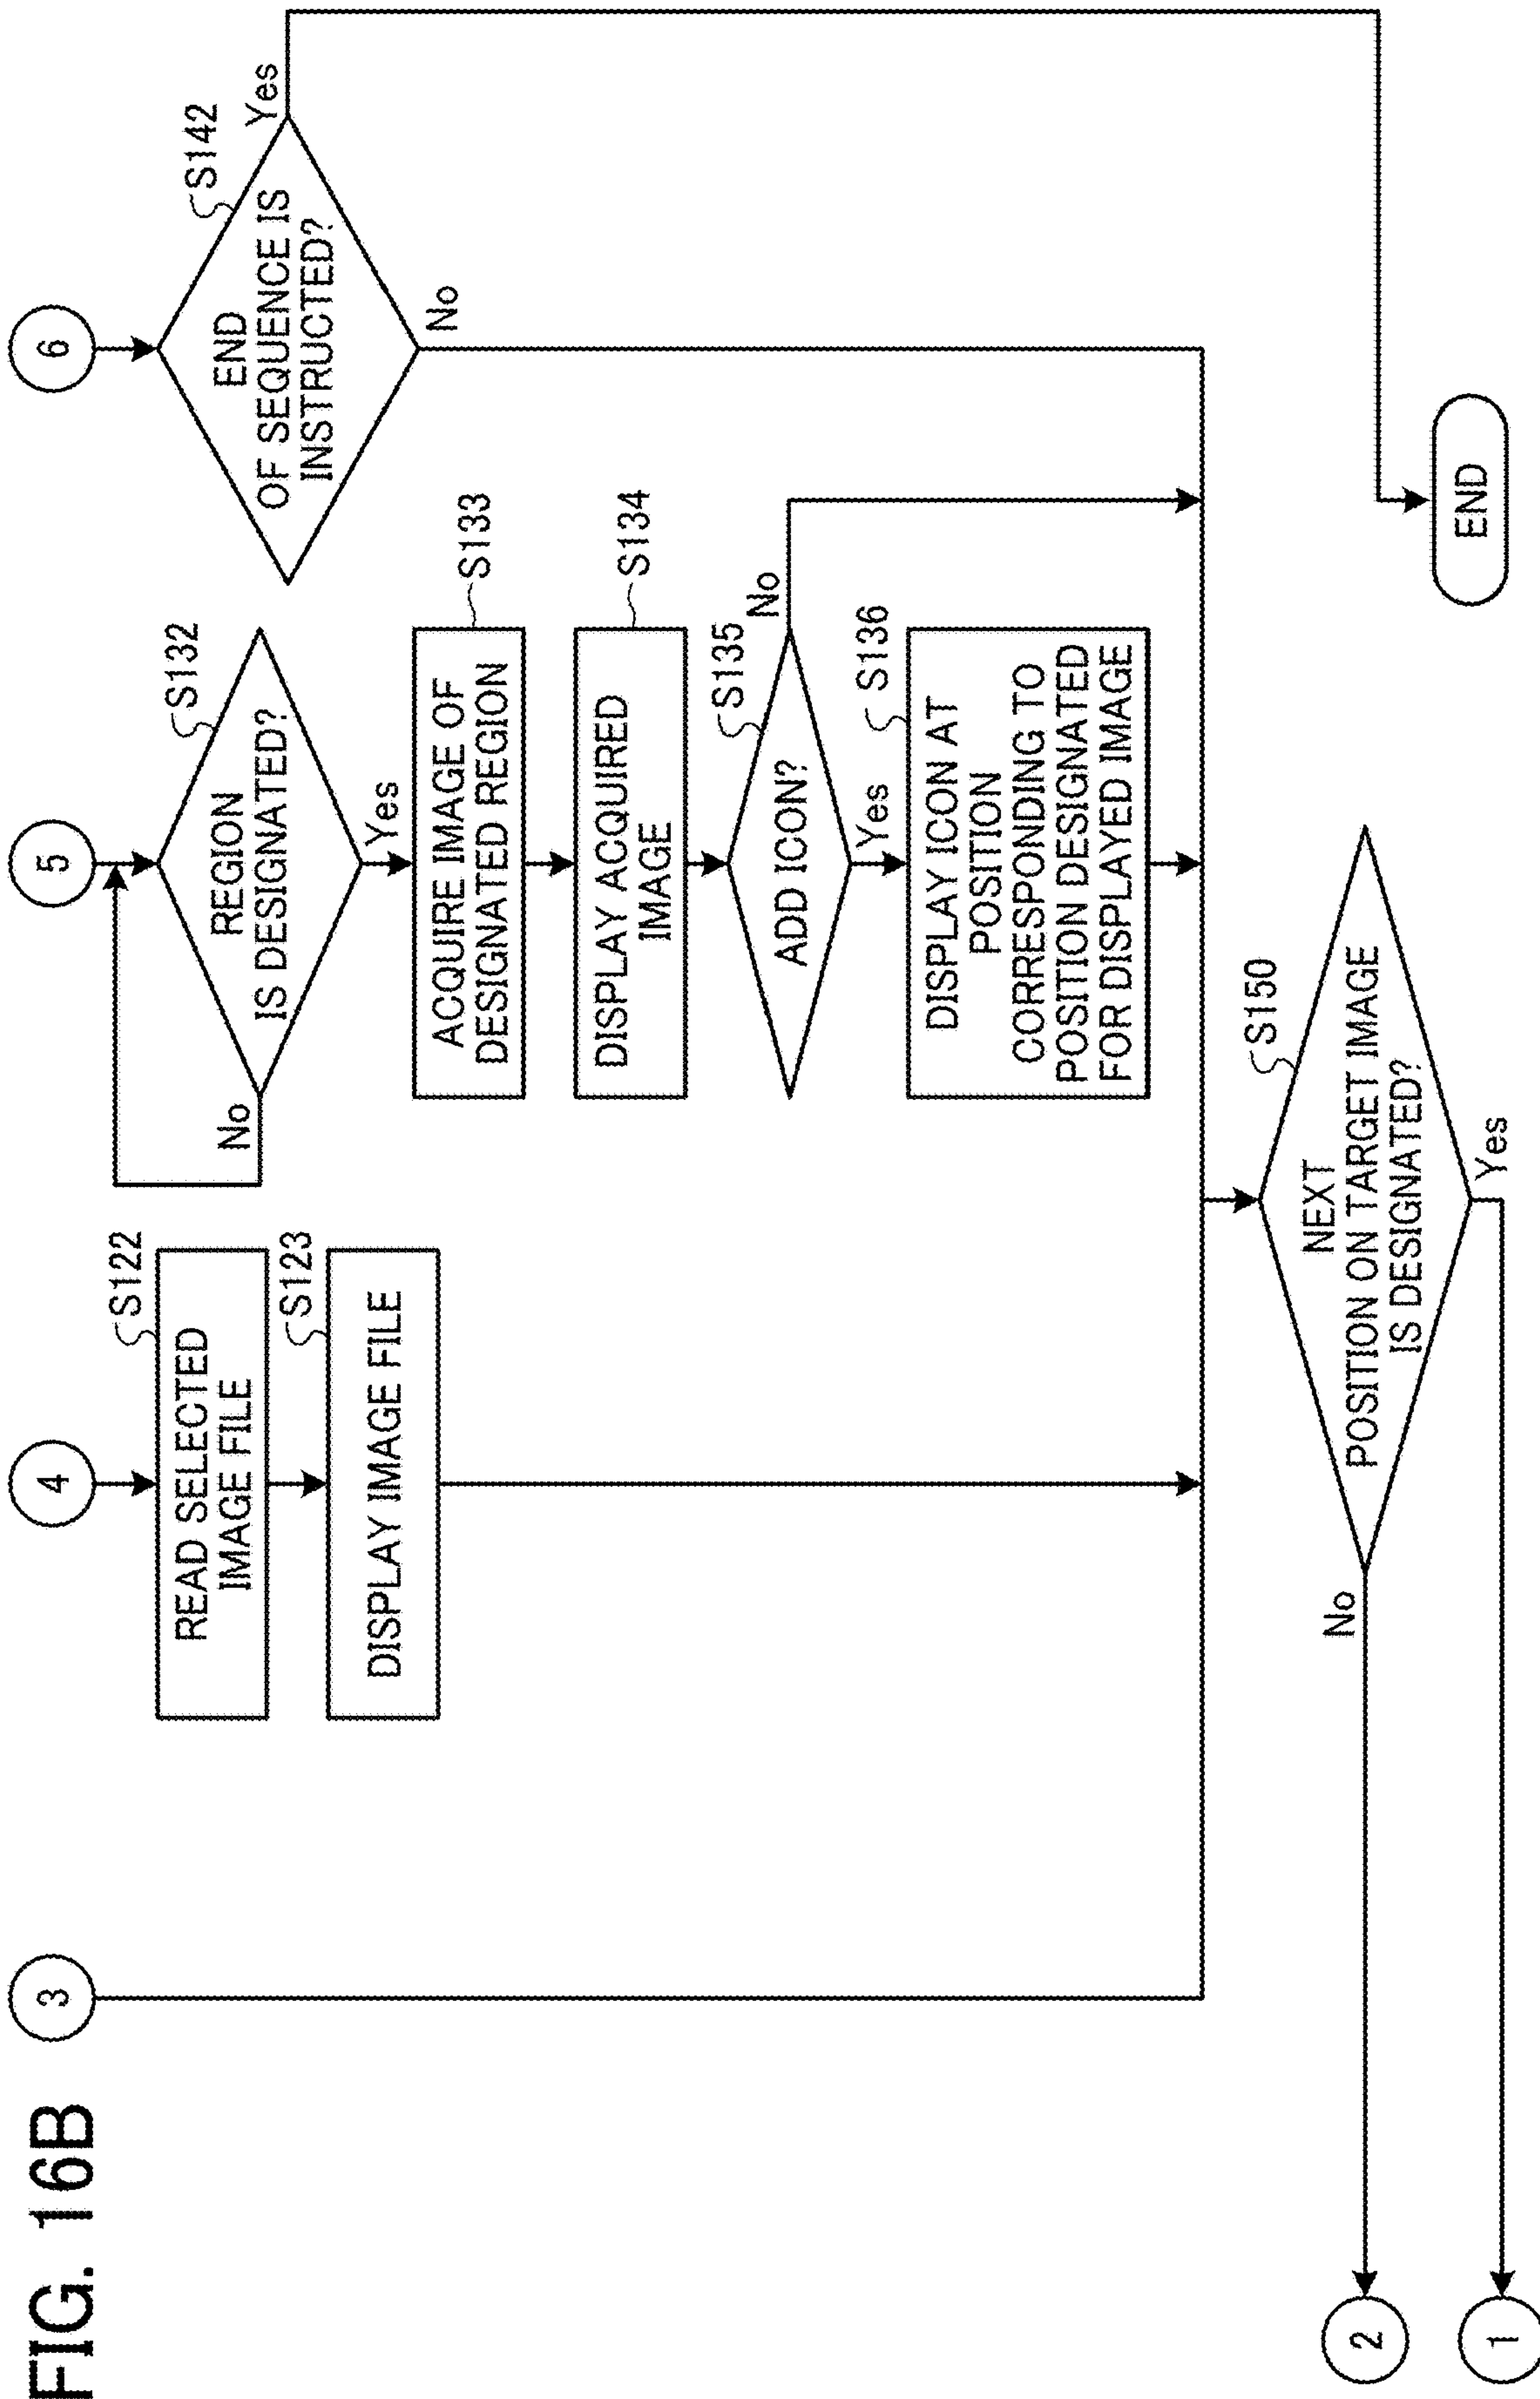 FIG. 16B
3
4
5
6
S122
READ SELECTED
IMAGE FILE
S123
DISPLAY IMAGE FILE
S132
REGION
IS DESIGNATED?
No
Yes
S133
ACQUIRE IMAGE OF
DESIGNATED REGION
S134
DISPLAY ACQUIRED
IMAGE
S135
ADD ICON?
No
Yes
S136
DISPLAY ICON AT
POSITION
CORRESPONDING TO
POSITION DESIGNATED
FOR DISPLAYED IMAGE
S142
END
OF SEQUENCE IS
INSTRUCTED?
Yes
No
S150
NEXT
POSITION ON TARGET IMAGE
IS DESIGNATED?
No
Yes
2
1
END